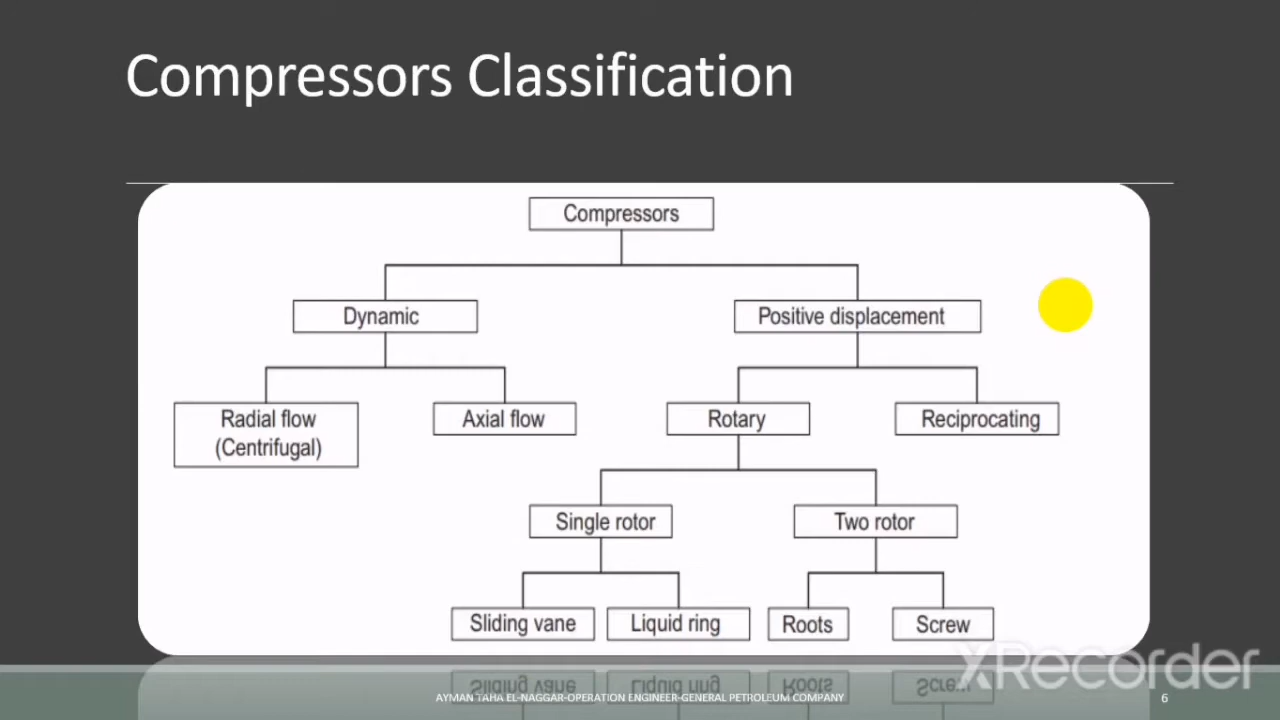 Compressors Classification
Compressors
Dynamic
Positive displacement
Radial flow
(Centrifugal)
Axial flow
Rotary
Reciprocating
Single rotor
Two rotor
Sliding vane
Liquid ring
Roots
Screw
XRecorder
AYMAN TAHA EL-NAGGAR-OPERATION ENGINEER-GENERAL PETROLEUM COMPANY
6